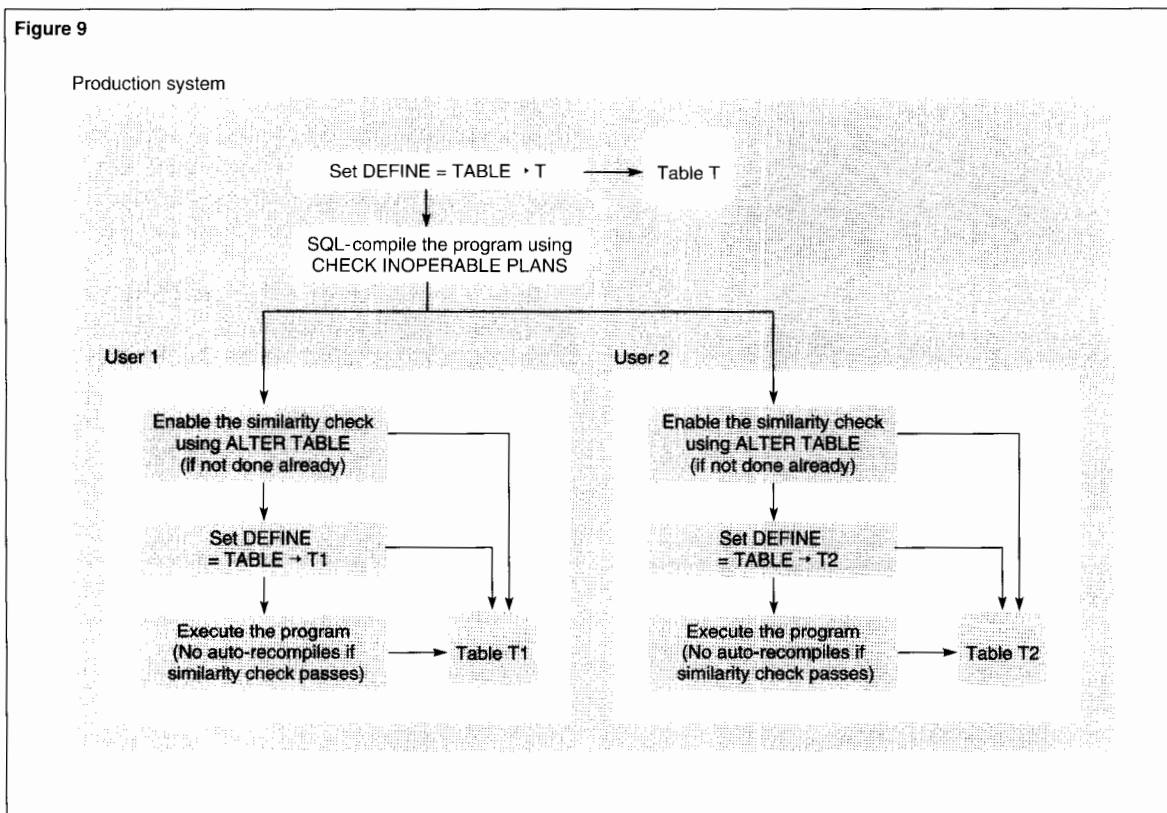 Figure 9
Production system
Set DEFINE = TABLE → T
Table T
SQL-compile the program using
CHECK INOPERABLE PLANS
User 1
Enable the similarity check
using ALTER TABLE
(if not done already)
Set DEFINE
= TABLE → T1
Execute the program
(No auto-recompiles if
similarity check passes)
Table T1
User 2
Enable the similarity check
using ALTER TABLE
(if not done already)
Set DEFINE
= TABLE → T2
Execute the program
(No auto-recompiles if
similarity check passes)
Table T2